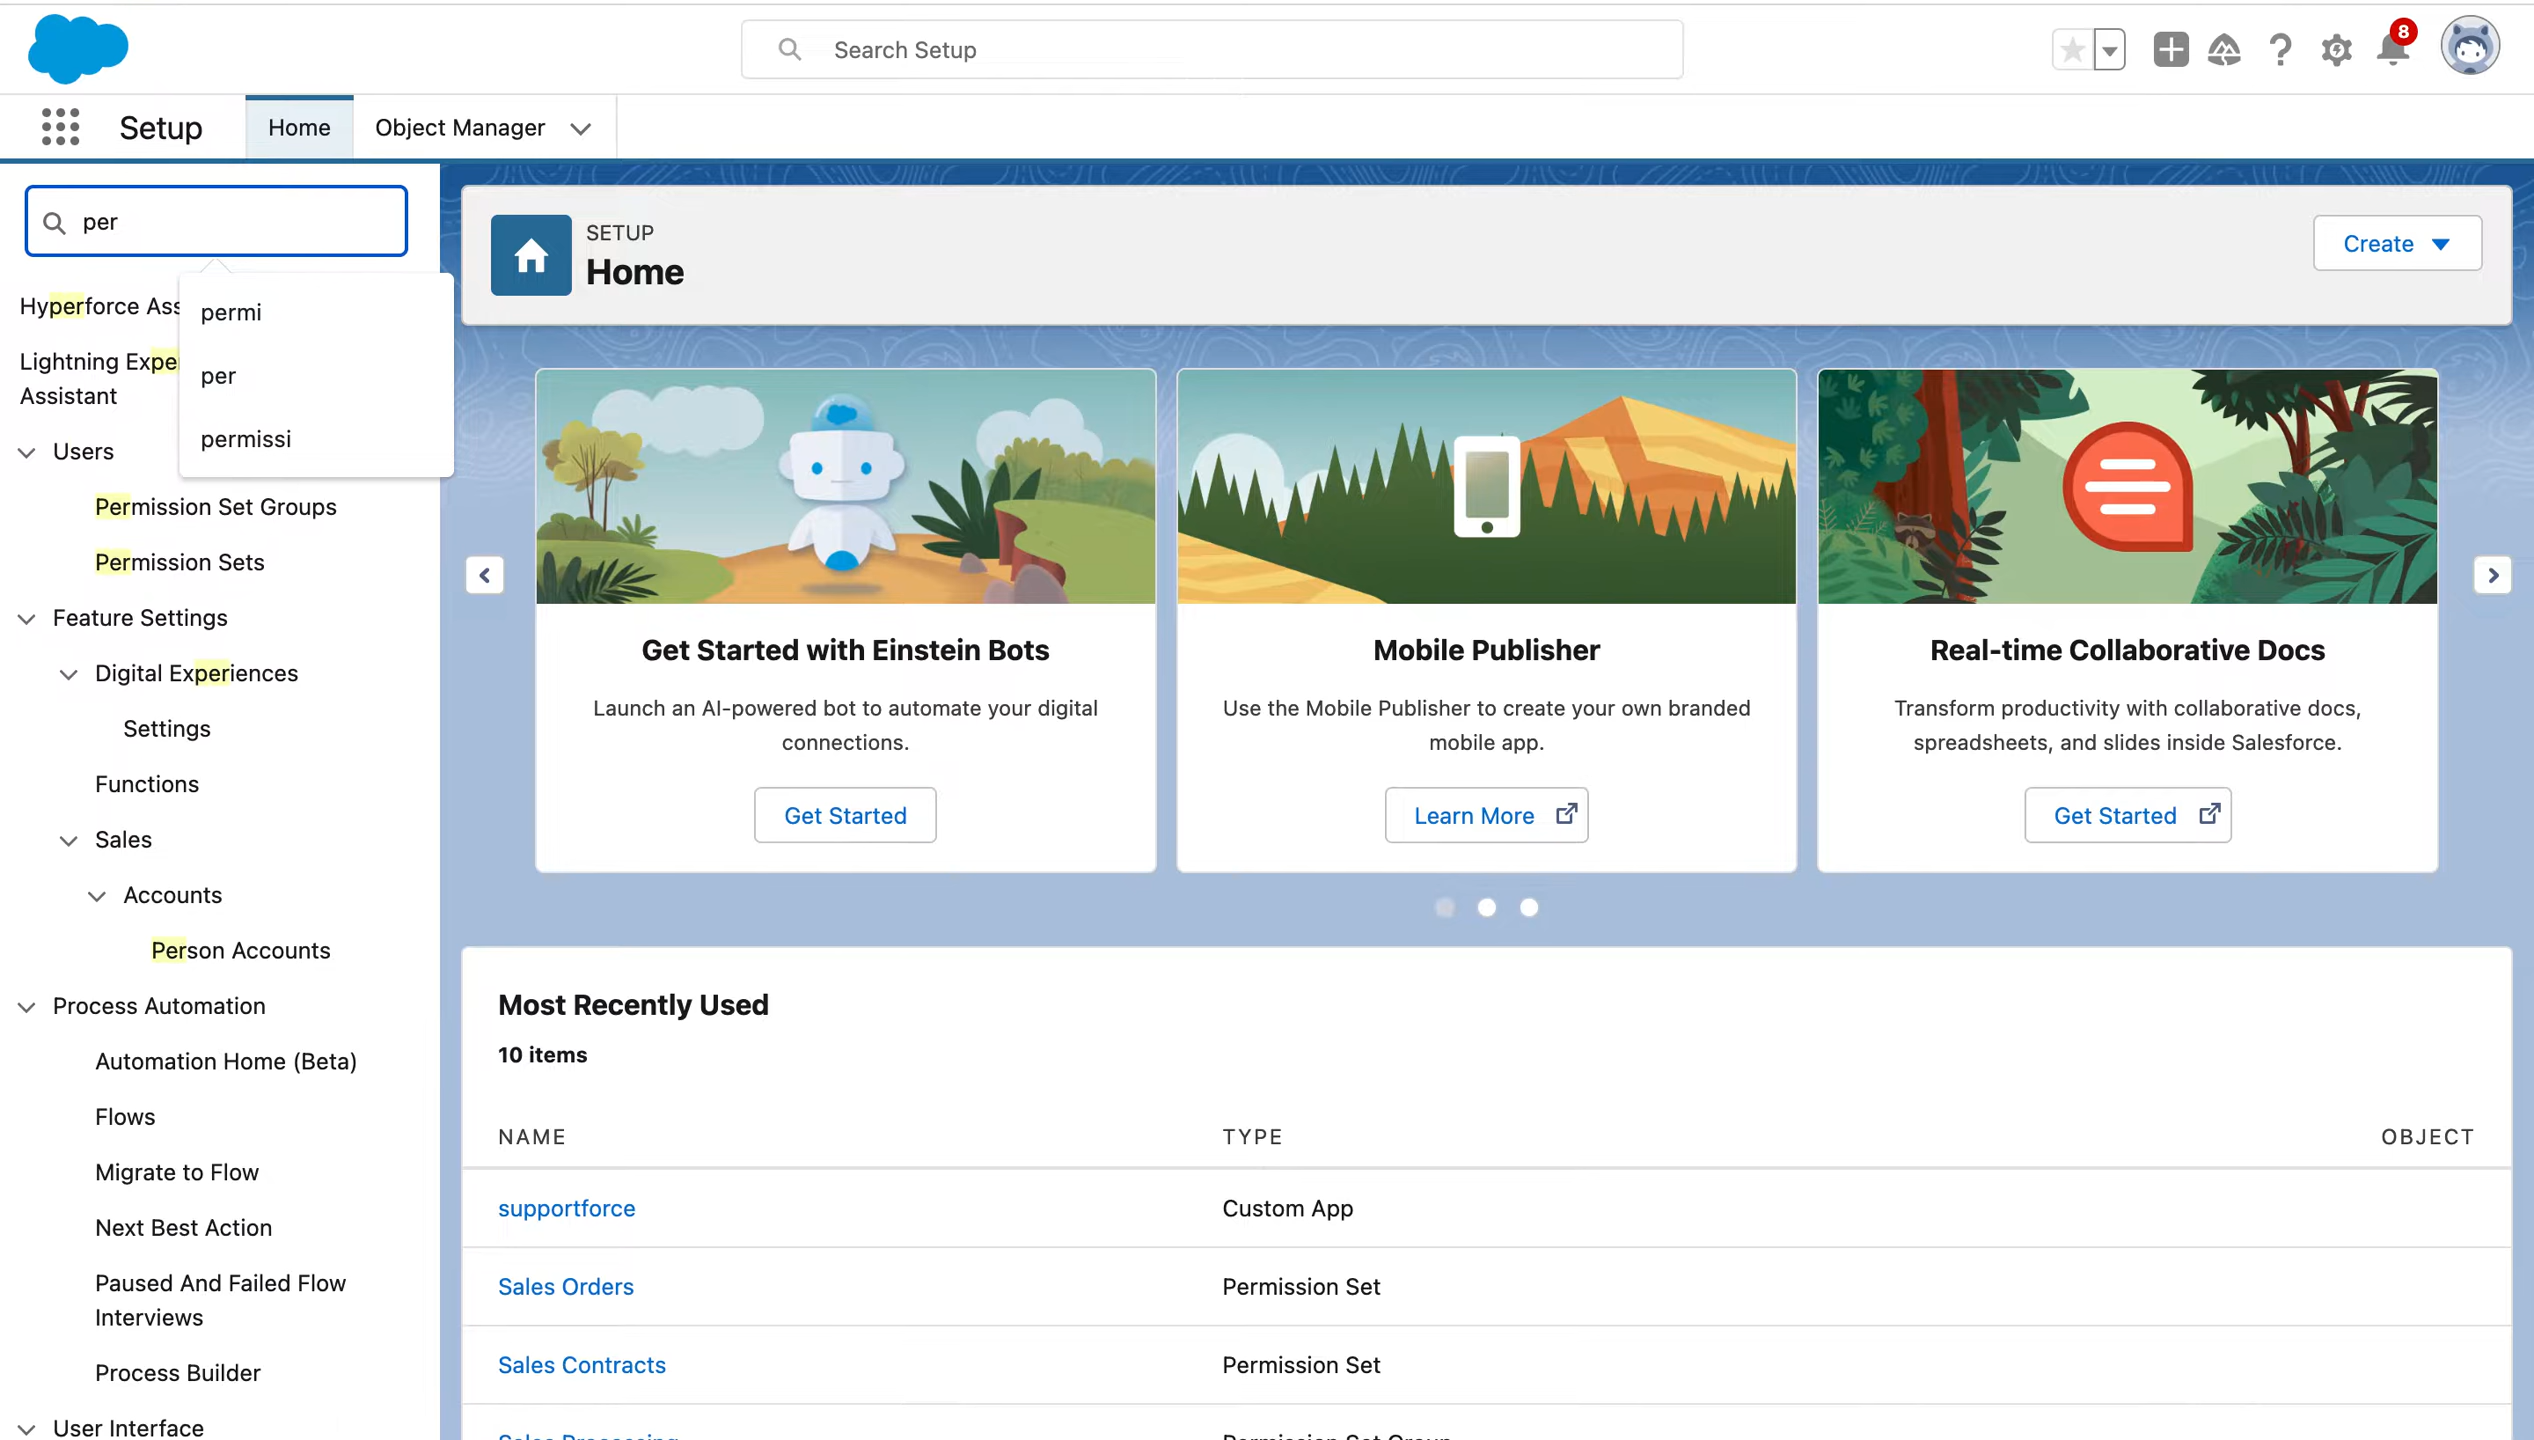 Search Setup
8
Setup
Home
Object Manager
per
permi
per
permissi
Hyperforce Ass
Lightning Expe
Assistant
Users
Permission Set Groups
Permission Sets
Feature Settings
Digital Experiences
Settings
Functions
Sales
Accounts
Person Accounts
Process Automation
Automation Home (Beta)
Flows
Migrate to Flow
Next Best Action
Paused And Failed Flow
Interviews
Process Builder
User Interface
SETUP
Home
Create
Get Started with Einstein Bots
Launch an AI-powered bot to automate your digital
connections.
Get Started
Mobile Publisher
Use the Mobile Publisher to create your own branded
mobile app.
Learn More
Real-time Collaborative Docs
Transform productivity with collaborative docs,
spreadsheets, and slides inside Salesforce.
Get Started
Most Recently Used
10 items
NAME TYPE OBJECT
supportforce Custom App
Sales Orders Permission Set
Sales Contracts Permission Set
Sales Processing Permission Set Group